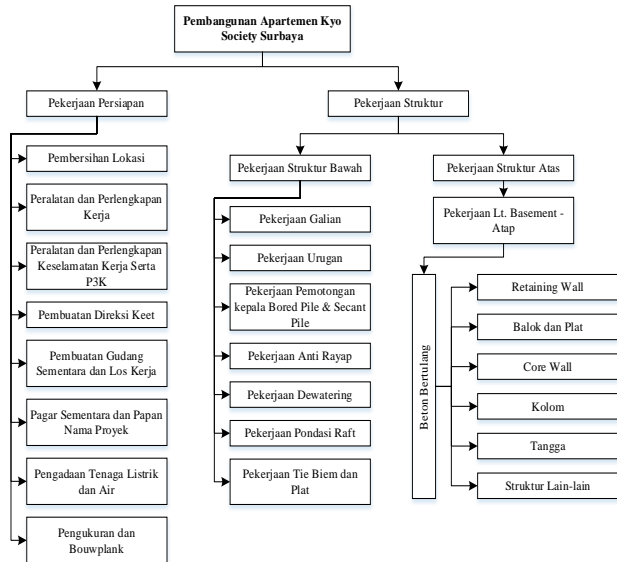 Pembangunan Apartemen Kyo
Society Surbaya
Pekerjaan Persiapan
Pekerjaan Struktur
Pembersihan Lokasi
Peralatan dan Perlengkapan
Kerja
Peralatan dan Perlengkapan
Keselamatan Kerja Serta
P3K
Pembuatan Direksi Keet
Pembuatan Gudang
Sementara dan Los Kerja
Pagar Sementara dan Papan
Nama Proyek
Pengadaan Tenaga Listrik
dan Air
Pengukuran dan
Bouwplank
Pekerjaan Struktur Bawah
Pekerjaan Galian
Pekerjaan Urugan
Pekerjaan Pemotongan
kepala Bored Pile & Secant
Pile
Pekerjaan Anti Rayap
Pekerjaan Dewatering
Pekerjaan Pondasi Raft
Pekerjaan Tie Biem dan
Plat
Pekerjaan Struktur Atas
Pekerjaan Lt. Basement -
Atap
Beton Bertulang
Retaining Wall
Balok dan Plat
Core Wall
Kolom
Tangga
Struktur Lain-lain